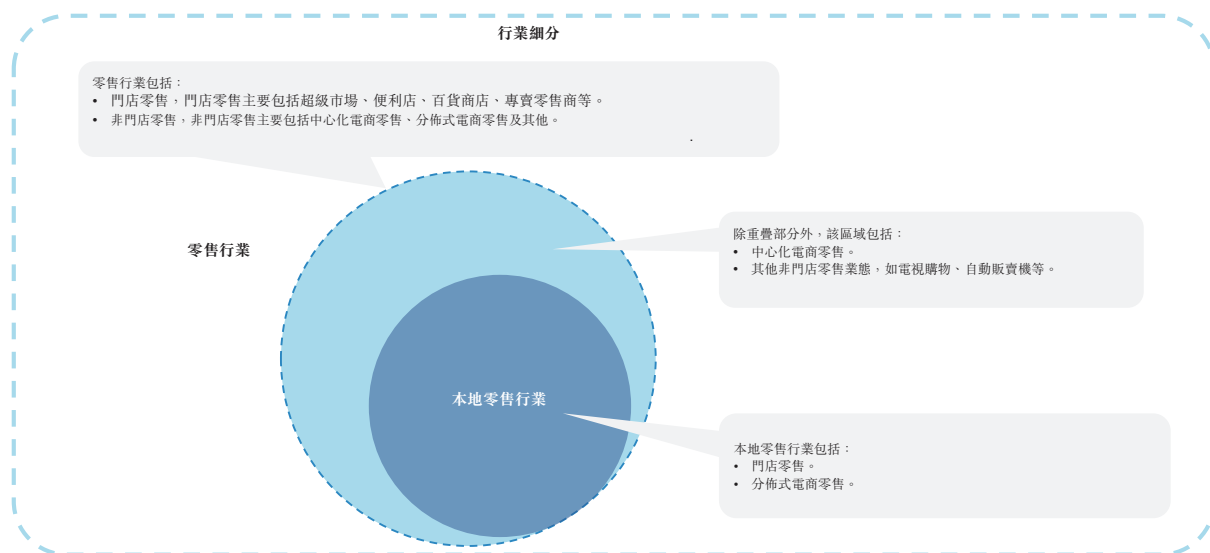 行業細分
零售行業包括：
• 門店零售，門店零售主要包括超級市場、便利店、百貨商店、專賣零售商等。
• 非門店零售，非門店零售主要包括中心化電商零售、分佈式電商零售及其他。
.
零售行業
除重疊部分外，該區域包括：
• 中心化電商零售。
• 其他非門店零售業態，如電視購物、自動販賣機等。
本地零售行業
本地零售行業包括：
• 門店零售。
• 分佈式電商零售。